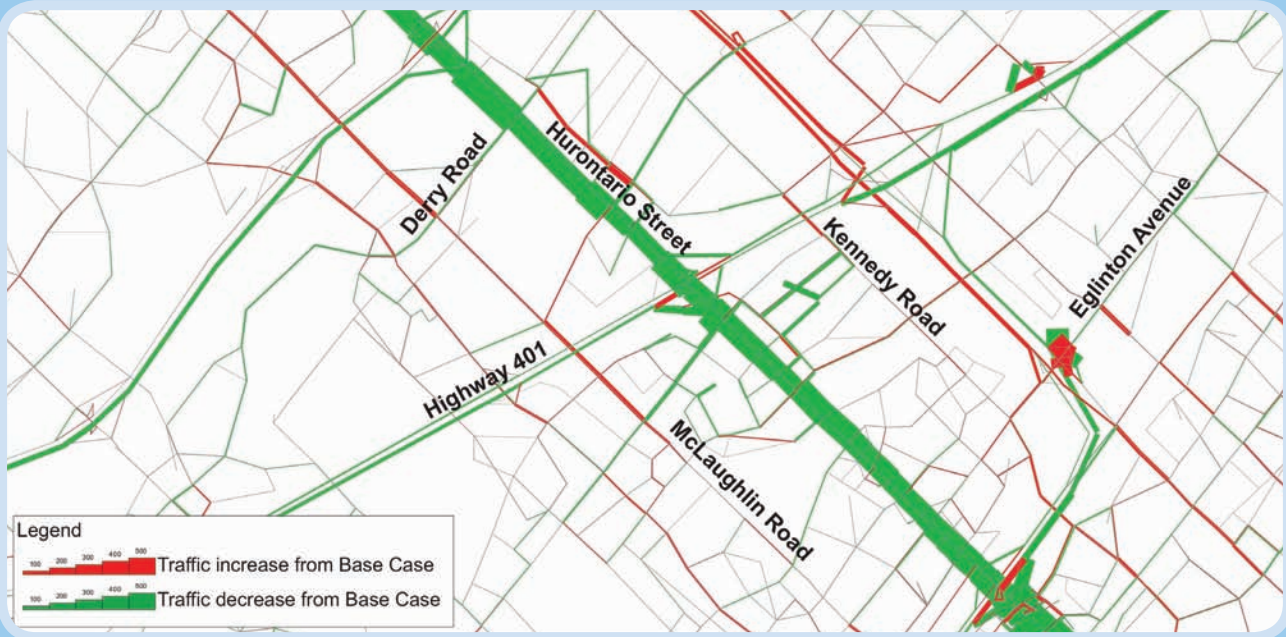 Derry Road
Hurontario Street
Kennedy Road
Eglinton Avenue
Highway 401
McLaughlin Road
Legend
100 200 300 400 500
Traffic increase from Base Case
100 200 300 400 500
Traffic decrease from Base Case